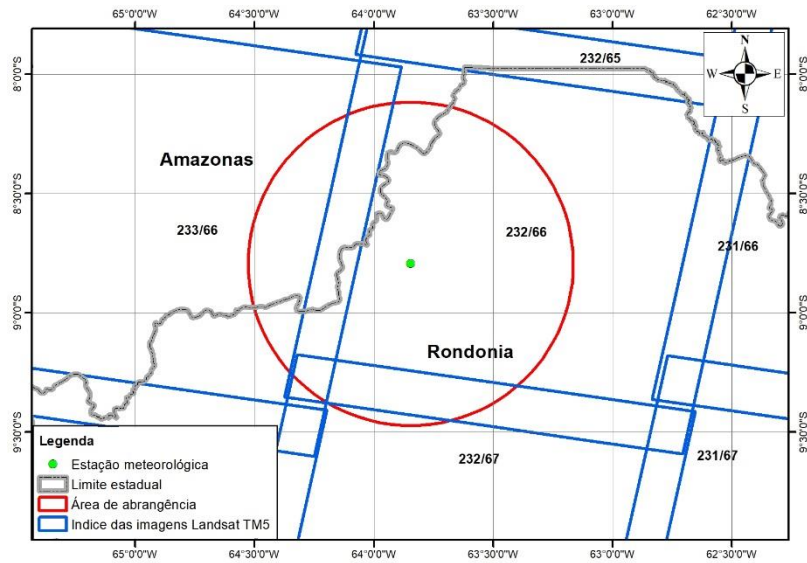 65°0'0"W 64°30'0"W 64°0'0"W 63°30'0"W 63°0'0"W 62°30'0"W
8°0'0"S
8°30'0"S
9°0'0"S
9°30'0"S
232/65
N
W E
S
Amazonas
233/66
232/66
231/66
Rondonia
232/67
231/67
Legenda
Estação meteorológica
Limite estadual
Área de abrangência
Indice das imagens Landsat TM5
8°0'0"S
8°30'0"S
9°0'0"S
9°30'0"S
65°0'0"W 64°30'0"W 64°0'0"W 63°30'0"W 63°0'0"W 62°30'0"W